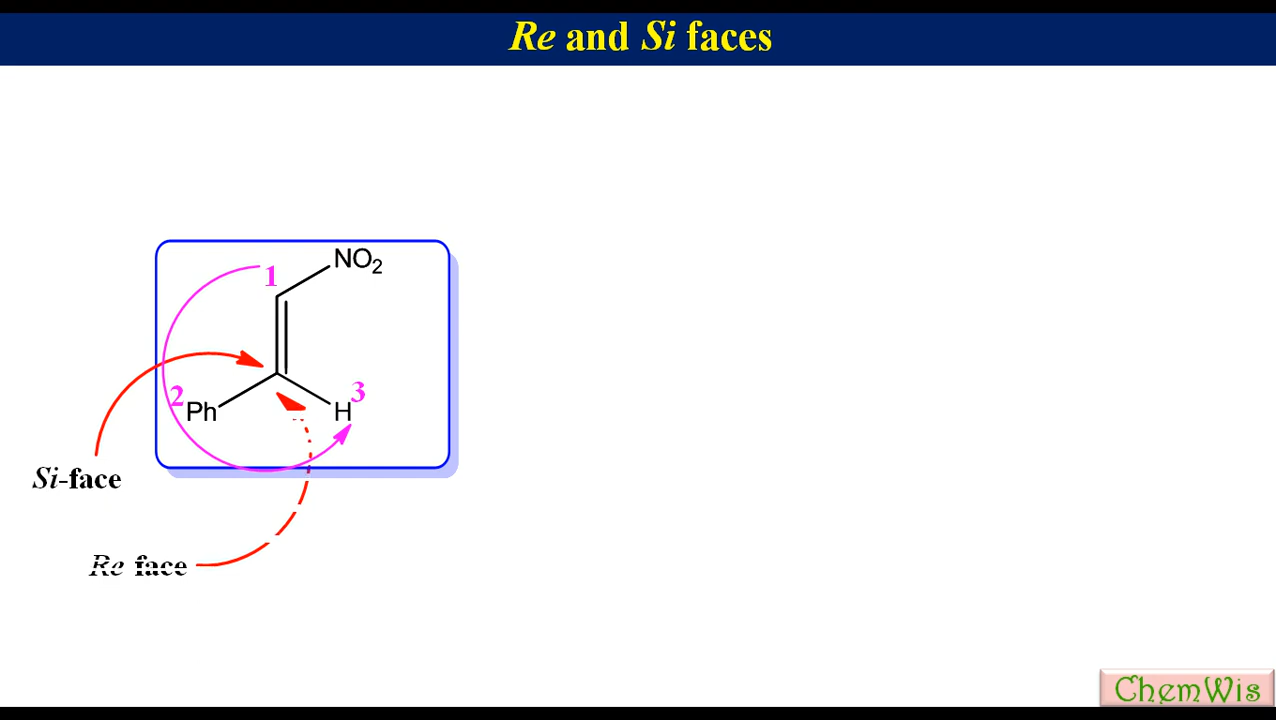 Re and Si faces
NO2
1
2
Ph
3
H
Si-face
Re face
ChemWis